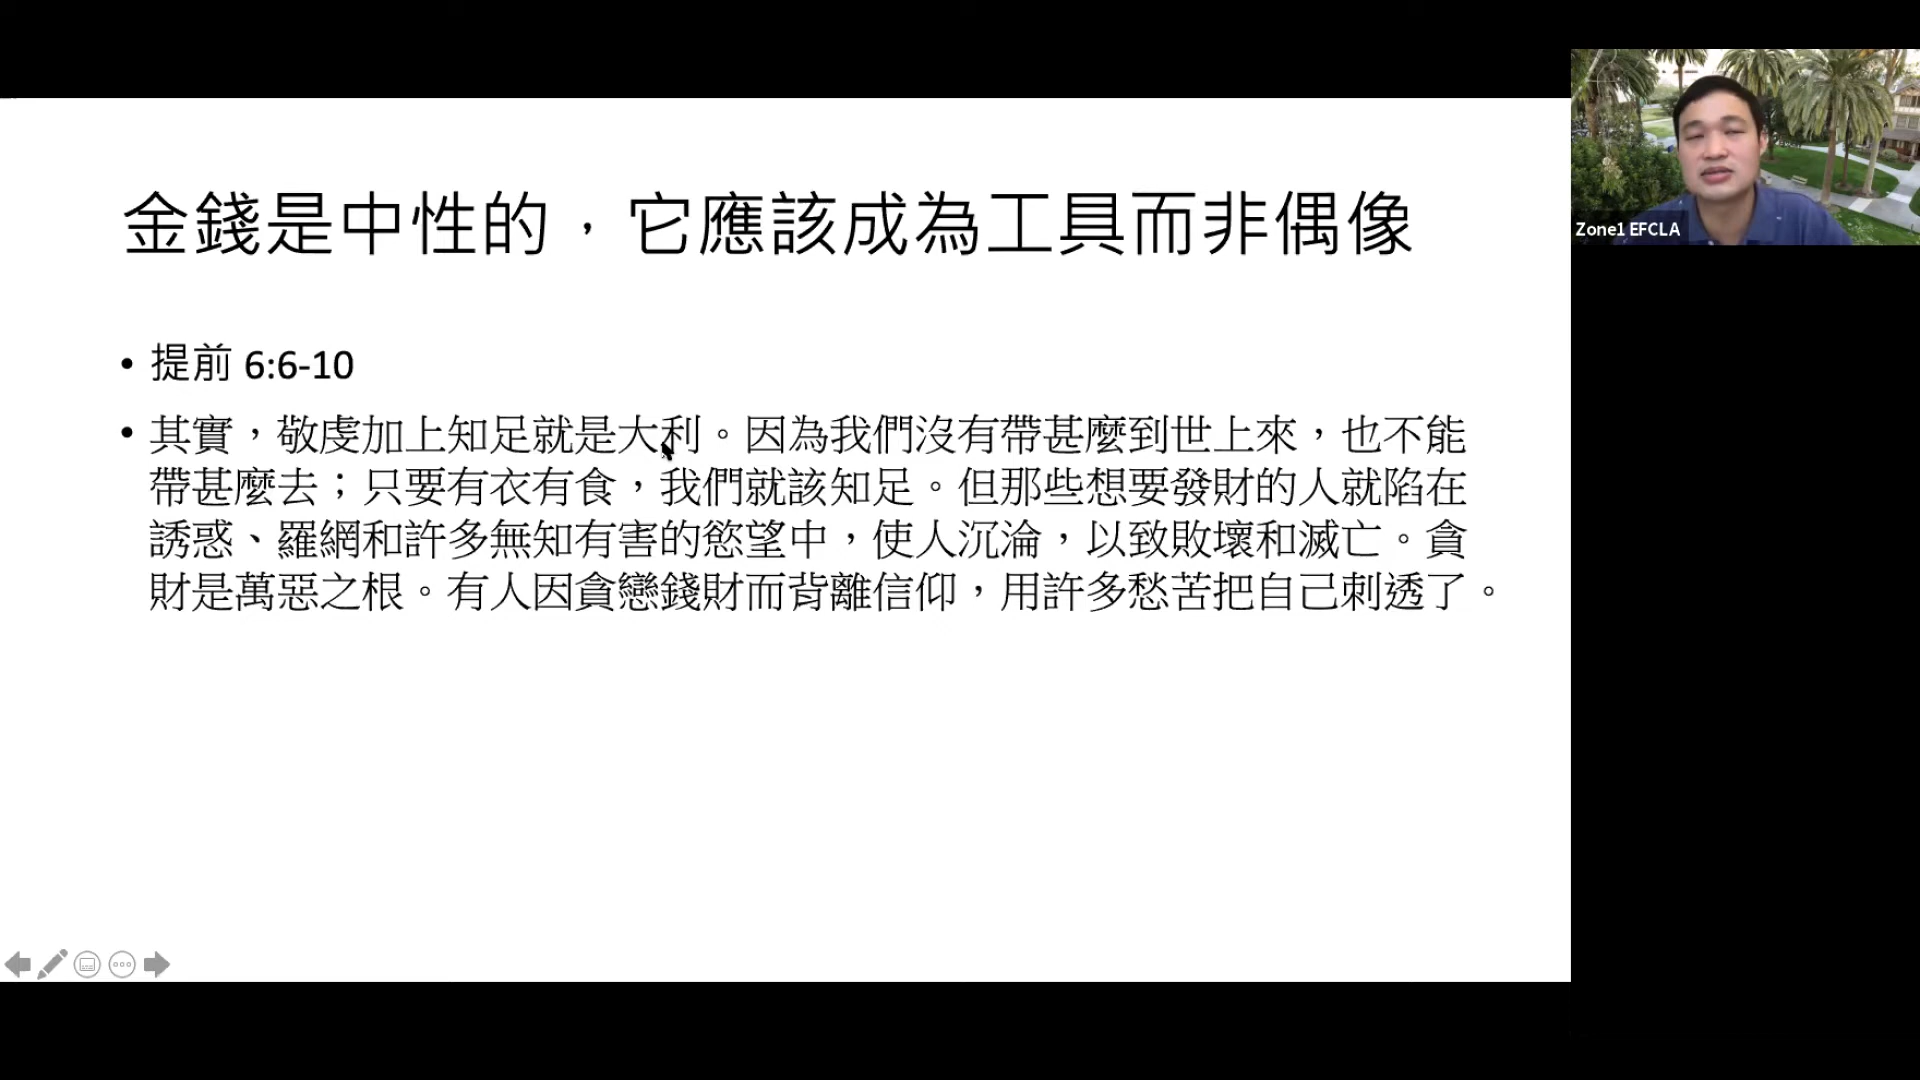 金錢是中性的，它應該成為工具而非偶像
• 提前 6:6-10
• 其實，敬虔加上知足就是大利。因為我們沒有帶甚麼到世上來，也不能
帶甚麼去；只要有衣有食，我們就該知足。但那些想要發財的人就陷在
誘惑、羅網和許多無知有害的慾望中，使人沉淪，以致敗壞和滅亡。貪
財是萬惡之根。有人因貪戀錢財而背離信仰，用許多愁苦把自己刺透了。
Zone1 EFCLA